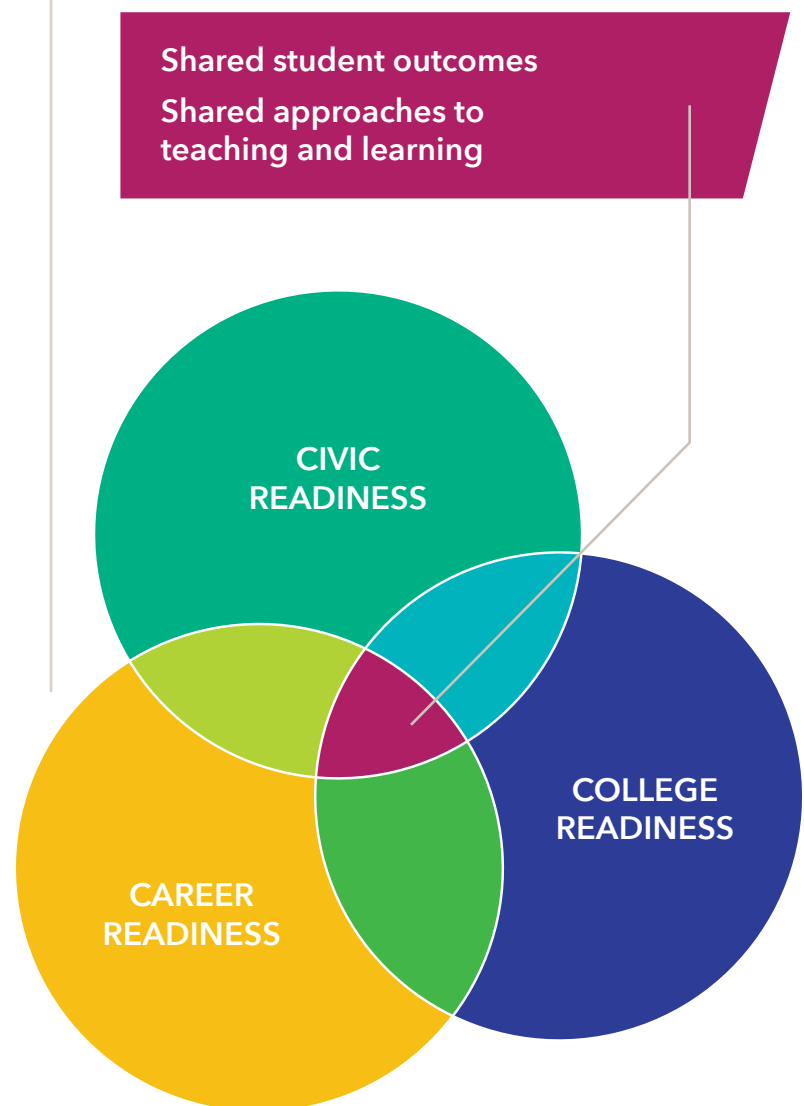 Shared student outcomes
Shared approaches to
teaching and learning
CIVIC
READINESS
COLLEGE
READINESS
CAREER
READINESS